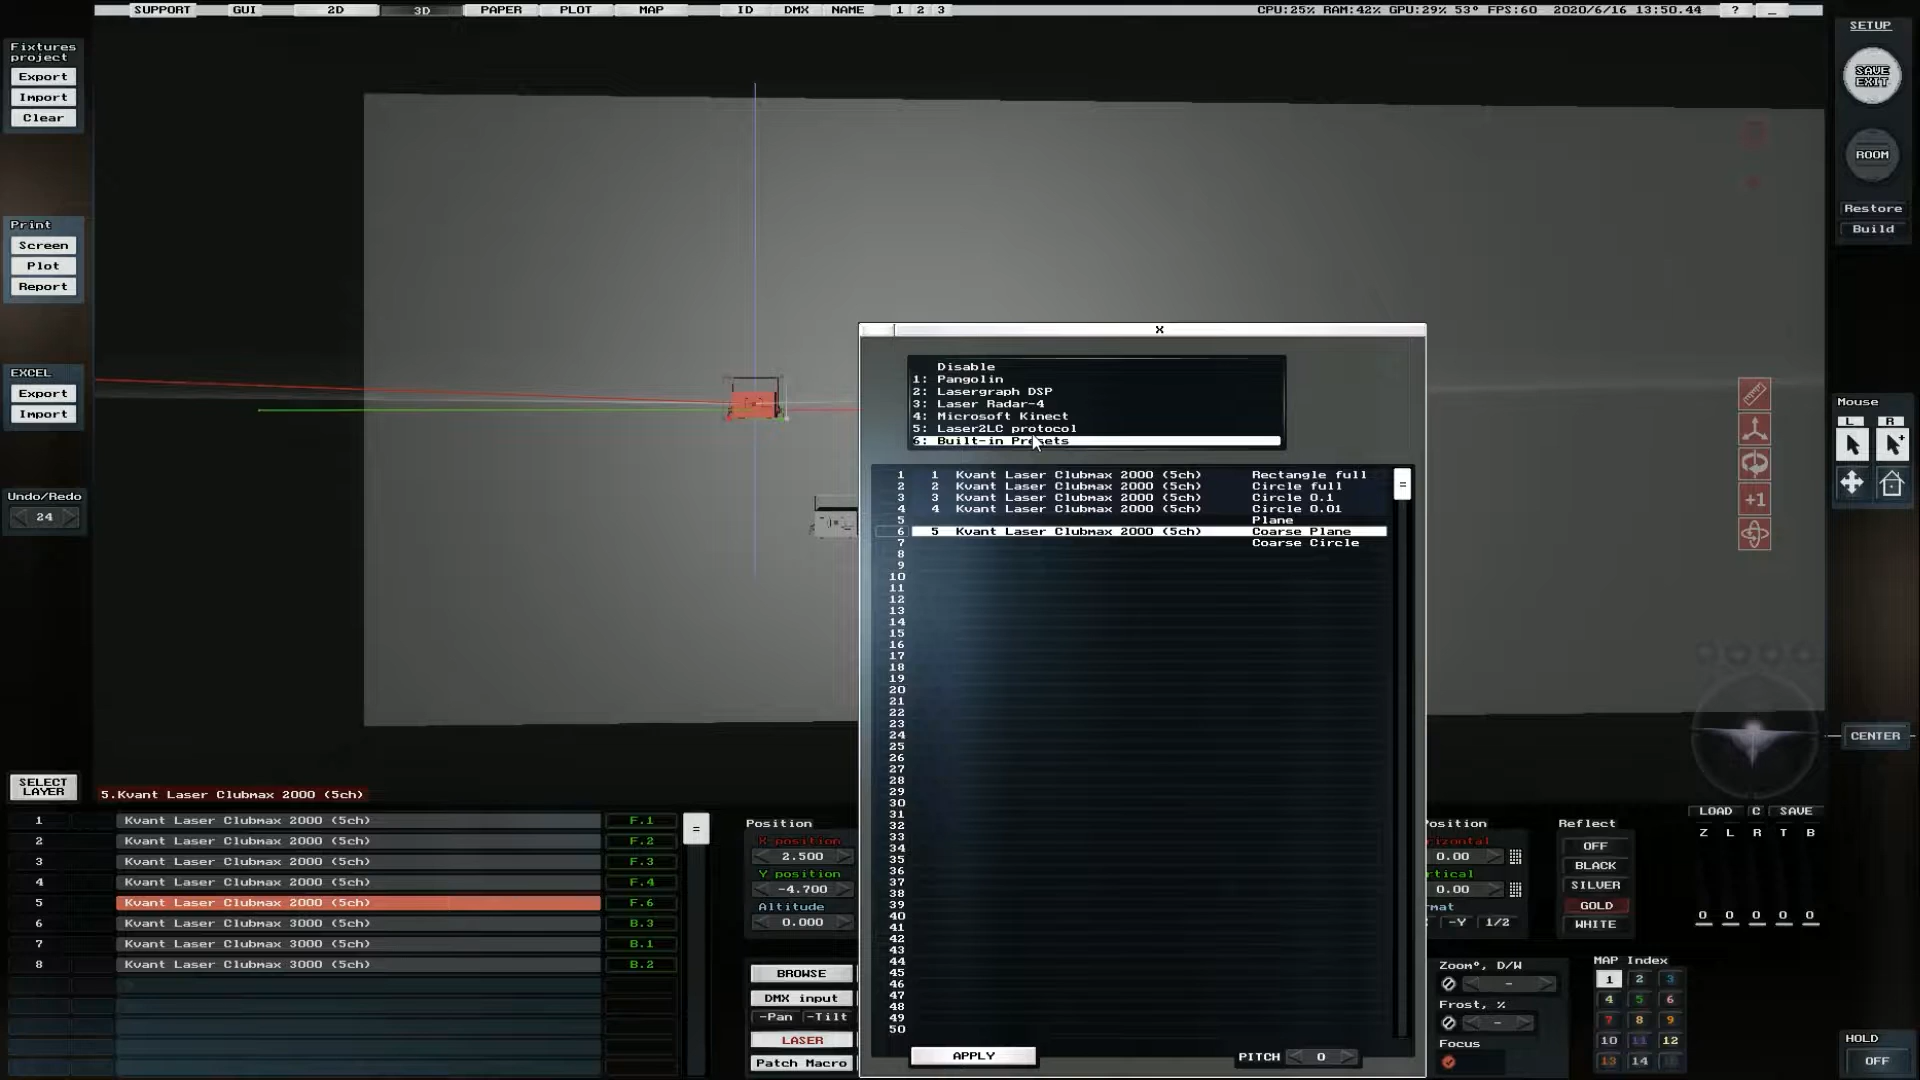 SUPPORT GUI 2D 3D PAPER PLOT MAP ID DMX NAME 1 2 3 CPU:25% RAM:42% GPU:29% 53° FPS:60 2020/6/16 13:50.44 ? _
SETUP
SAVE
EXIT
ROOM
Restore
Build
Fixtures
project
Export
Import
Clear
Print
Screen
Plot
Report
EXCEL
Export
Import
Undo/Redo
24
X
Disable
1: Pangolin
2: Lasergraph DSP
3: Laser Radar-4
4: Microsoft Kinect
5: Laser2LC protocol
6: Built-in Presets
1 1 Kvant Laser Clubmax 2000 (5ch) Rectangle full
2 2 Kvant Laser Clubmax 2000 (5ch) Circle full
3 3 Kvant Laser Clubmax 2000 (5ch) Circle 0.1
4 4 Kvant Laser Clubmax 2000 (5ch) Circle 0.01
5 Plane
6 5 Kvant Laser Clubmax 2000 (5ch) Coarse Plane
7 Coarse Circle
8
9
10
11
12
13
14
15
16
17
18
19
20
21
22
23
24
25
26
27
28
29
30
31
32
33
34
35
36
37
38
39
40
41
42
43
44
45
46
47
48
49
50
APPLY PITCH 0
+1
Mouse
L R
CENTER
SELECT
LAYER
5.Kvant Laser Clubmax 2000 (5ch)
1 Kvant Laser Clubmax 2000 (5ch) F.1
2 Kvant Laser Clubmax 2000 (5ch) F.2
3 Kvant Laser Clubmax 2000 (5ch) F.3
4 Kvant Laser Clubmax 2000 (5ch) F.4
5 Kvant Laser Clubmax 2000 (5ch) F.6
6 Kvant Laser Clubmax 3000 (5ch) B.3
7 Kvant Laser Clubmax 3000 (5ch) B.1
8 Kvant Laser Clubmax 3000 (5ch) B.2
Position
X position
2.500
Y position
-4.700
Altitude
0.000
BROWSE
DMX input
-Pan -Tilt
LASER
Patch Macro
osition
rizontal
0.00
rtical
0.00
mat
-Y 1/2
Zoom°, D/W
-
Frost, %
-
Focus
Reflect
OFF
BLACK
SILVER
GOLD
WHITE
LOAD C SAVE
Z L R T B
0 0 0 0 0
MAP Index
1 2 3
4 5 6
7 8 9
10 11 12
13 14
HOLD
OFF